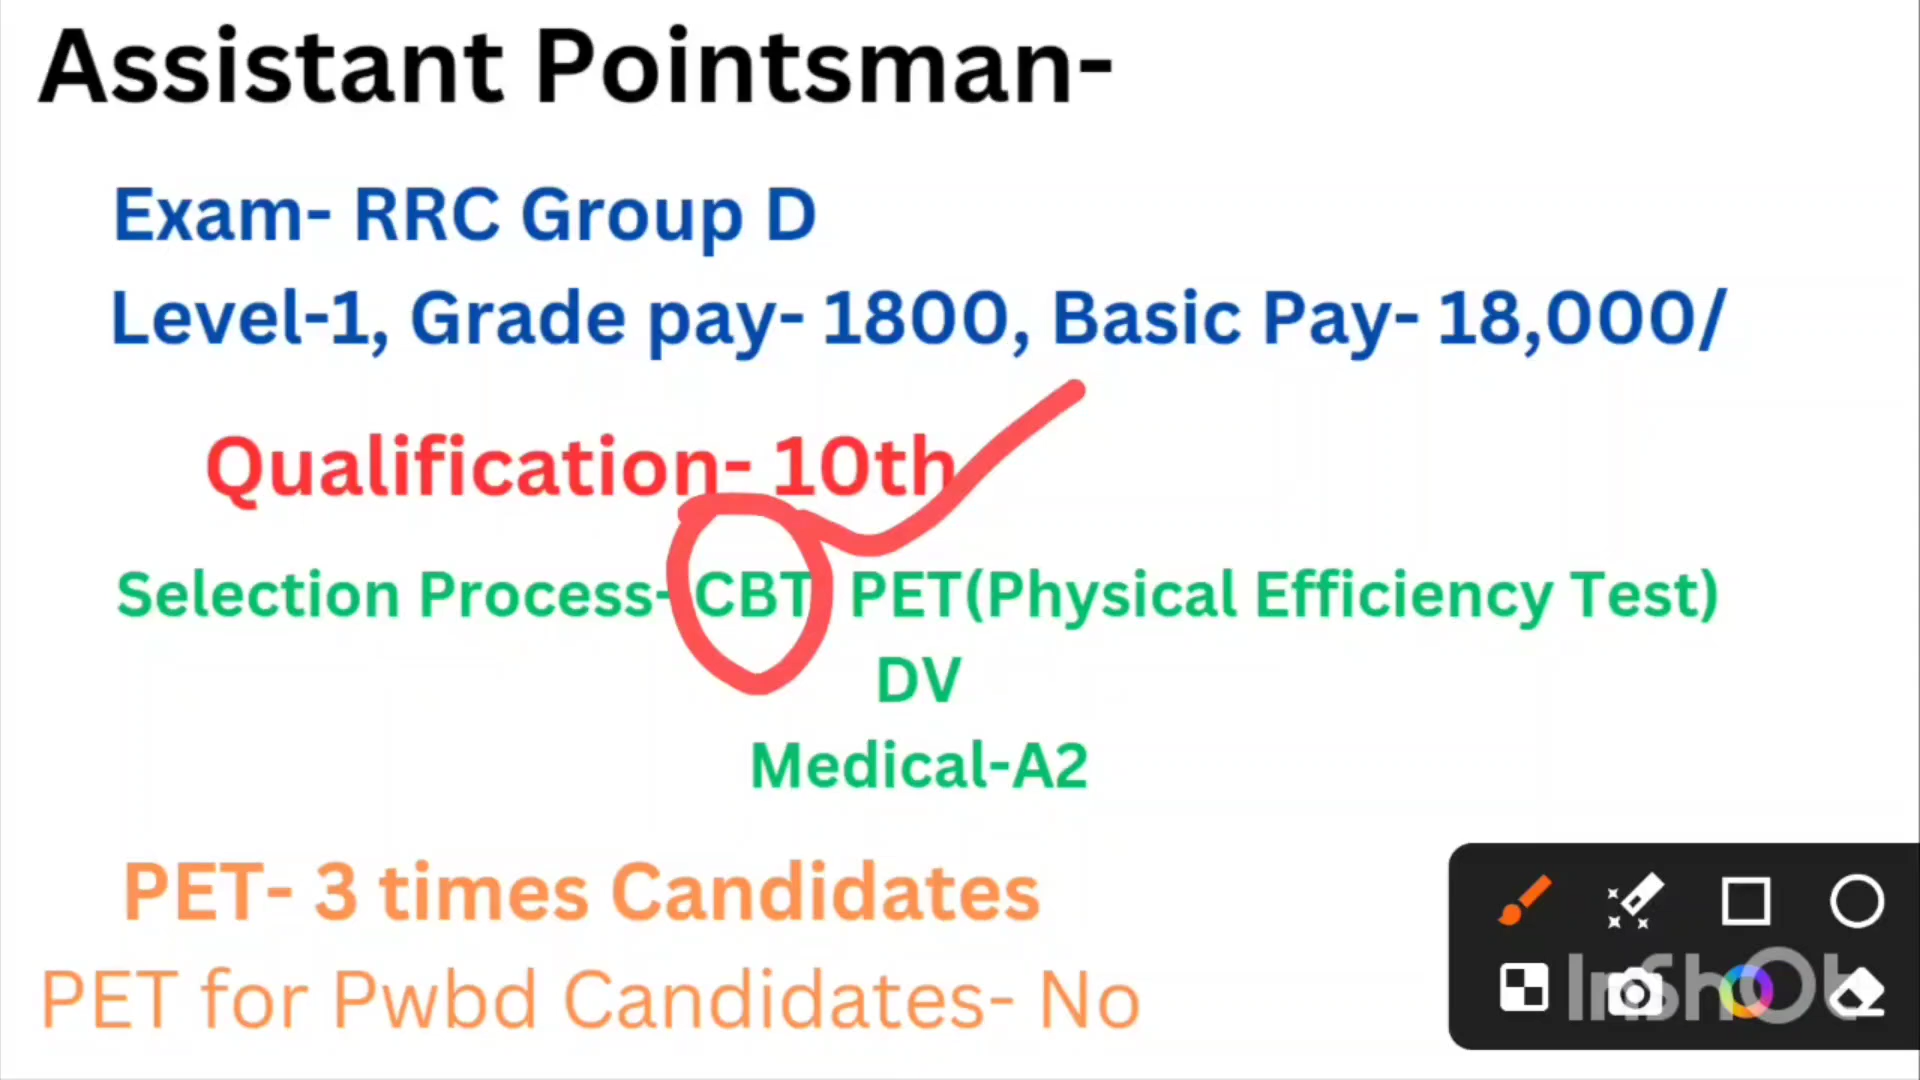 Assistant Pointsman-
Exam- RRC Group D
Level-1, Grade pay- 1800, Basic Pay- 18,000/
Qualification- 10th
Selection Process- CBT PET(Physical Efficiency Test)
DV
Medical-A2
PET- 3 times Candidates
PET for Pwbd Candidates- No
InShOt